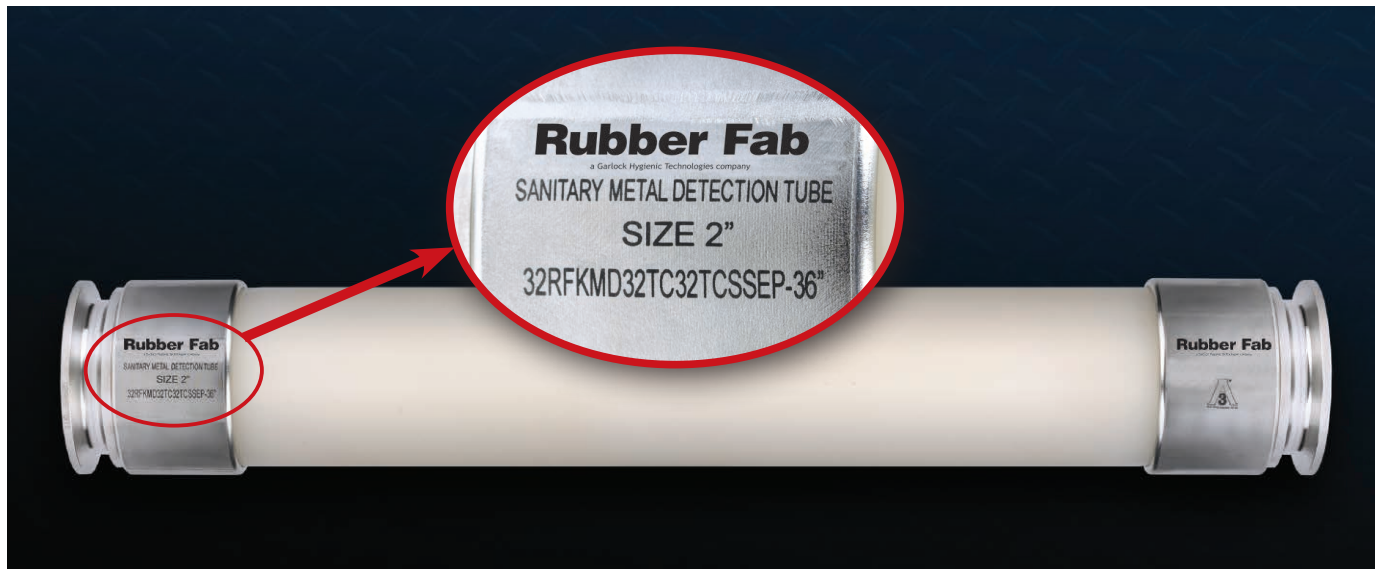 Rubber Fab
a Garlock Hygienic Technologies company
SANITARY METAL DETECTION TUBE
SIZE 2"
32RFKMD32TC32TCSSEP-36"
Rubber Fab
SANITARY METAL DETECTION TUBE
SIZE 2"
32RFKMD32TC32TCSSEP-36"
Rubber Fab
3
A